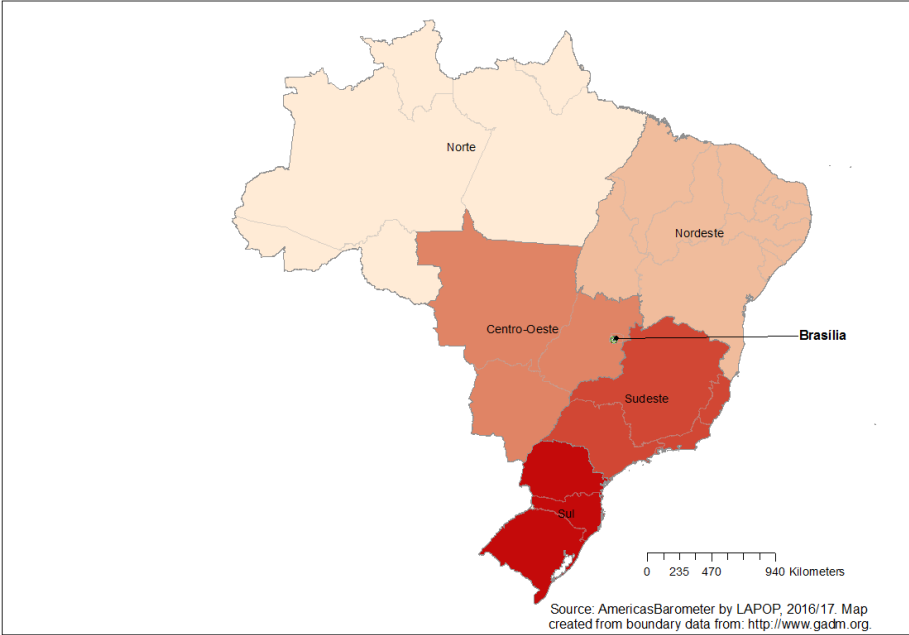 Norte
Nordeste
Centro-Oeste
Brasilia
Sudeste
Sul
0 235 470 940 Kilometers
Source: AmericasBarometer by LAPOP, 2016/17. Map
created from boundary data from: http://www.gadm.org.